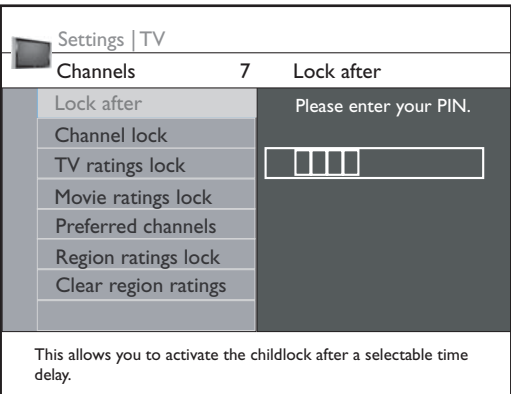 Settings | TV
Channels 7 Lock after
Lock after
Channel lock
TV ratings lock
Movie ratings lock
Preferred channels
Region ratings lock
Clear region ratings
Please enter your PIN.
This allows you to activate the childlock after a selectable time
delay.